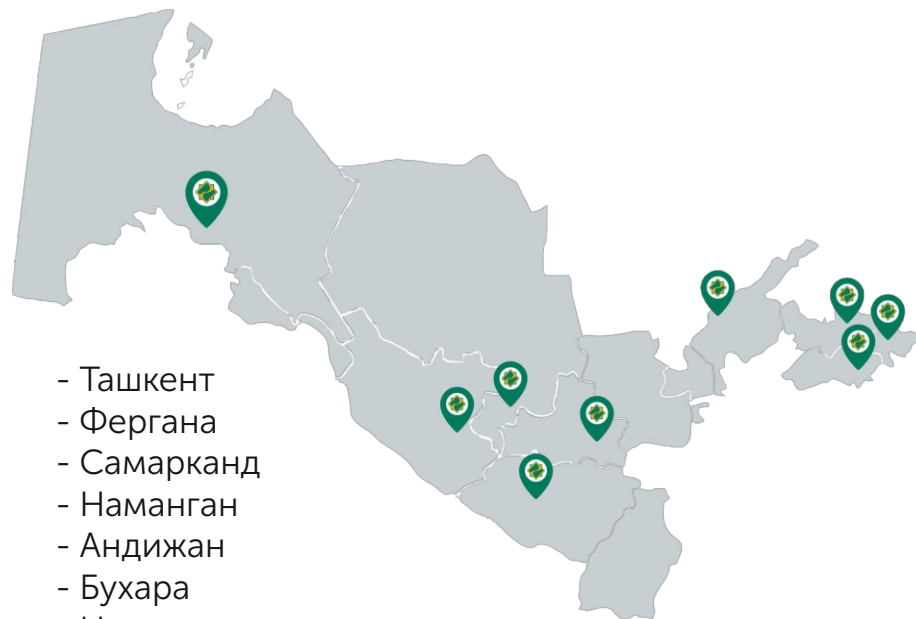 - Ташкент
- Фергана
- Самарканд
- Наманган
- Андижан
- Бухара